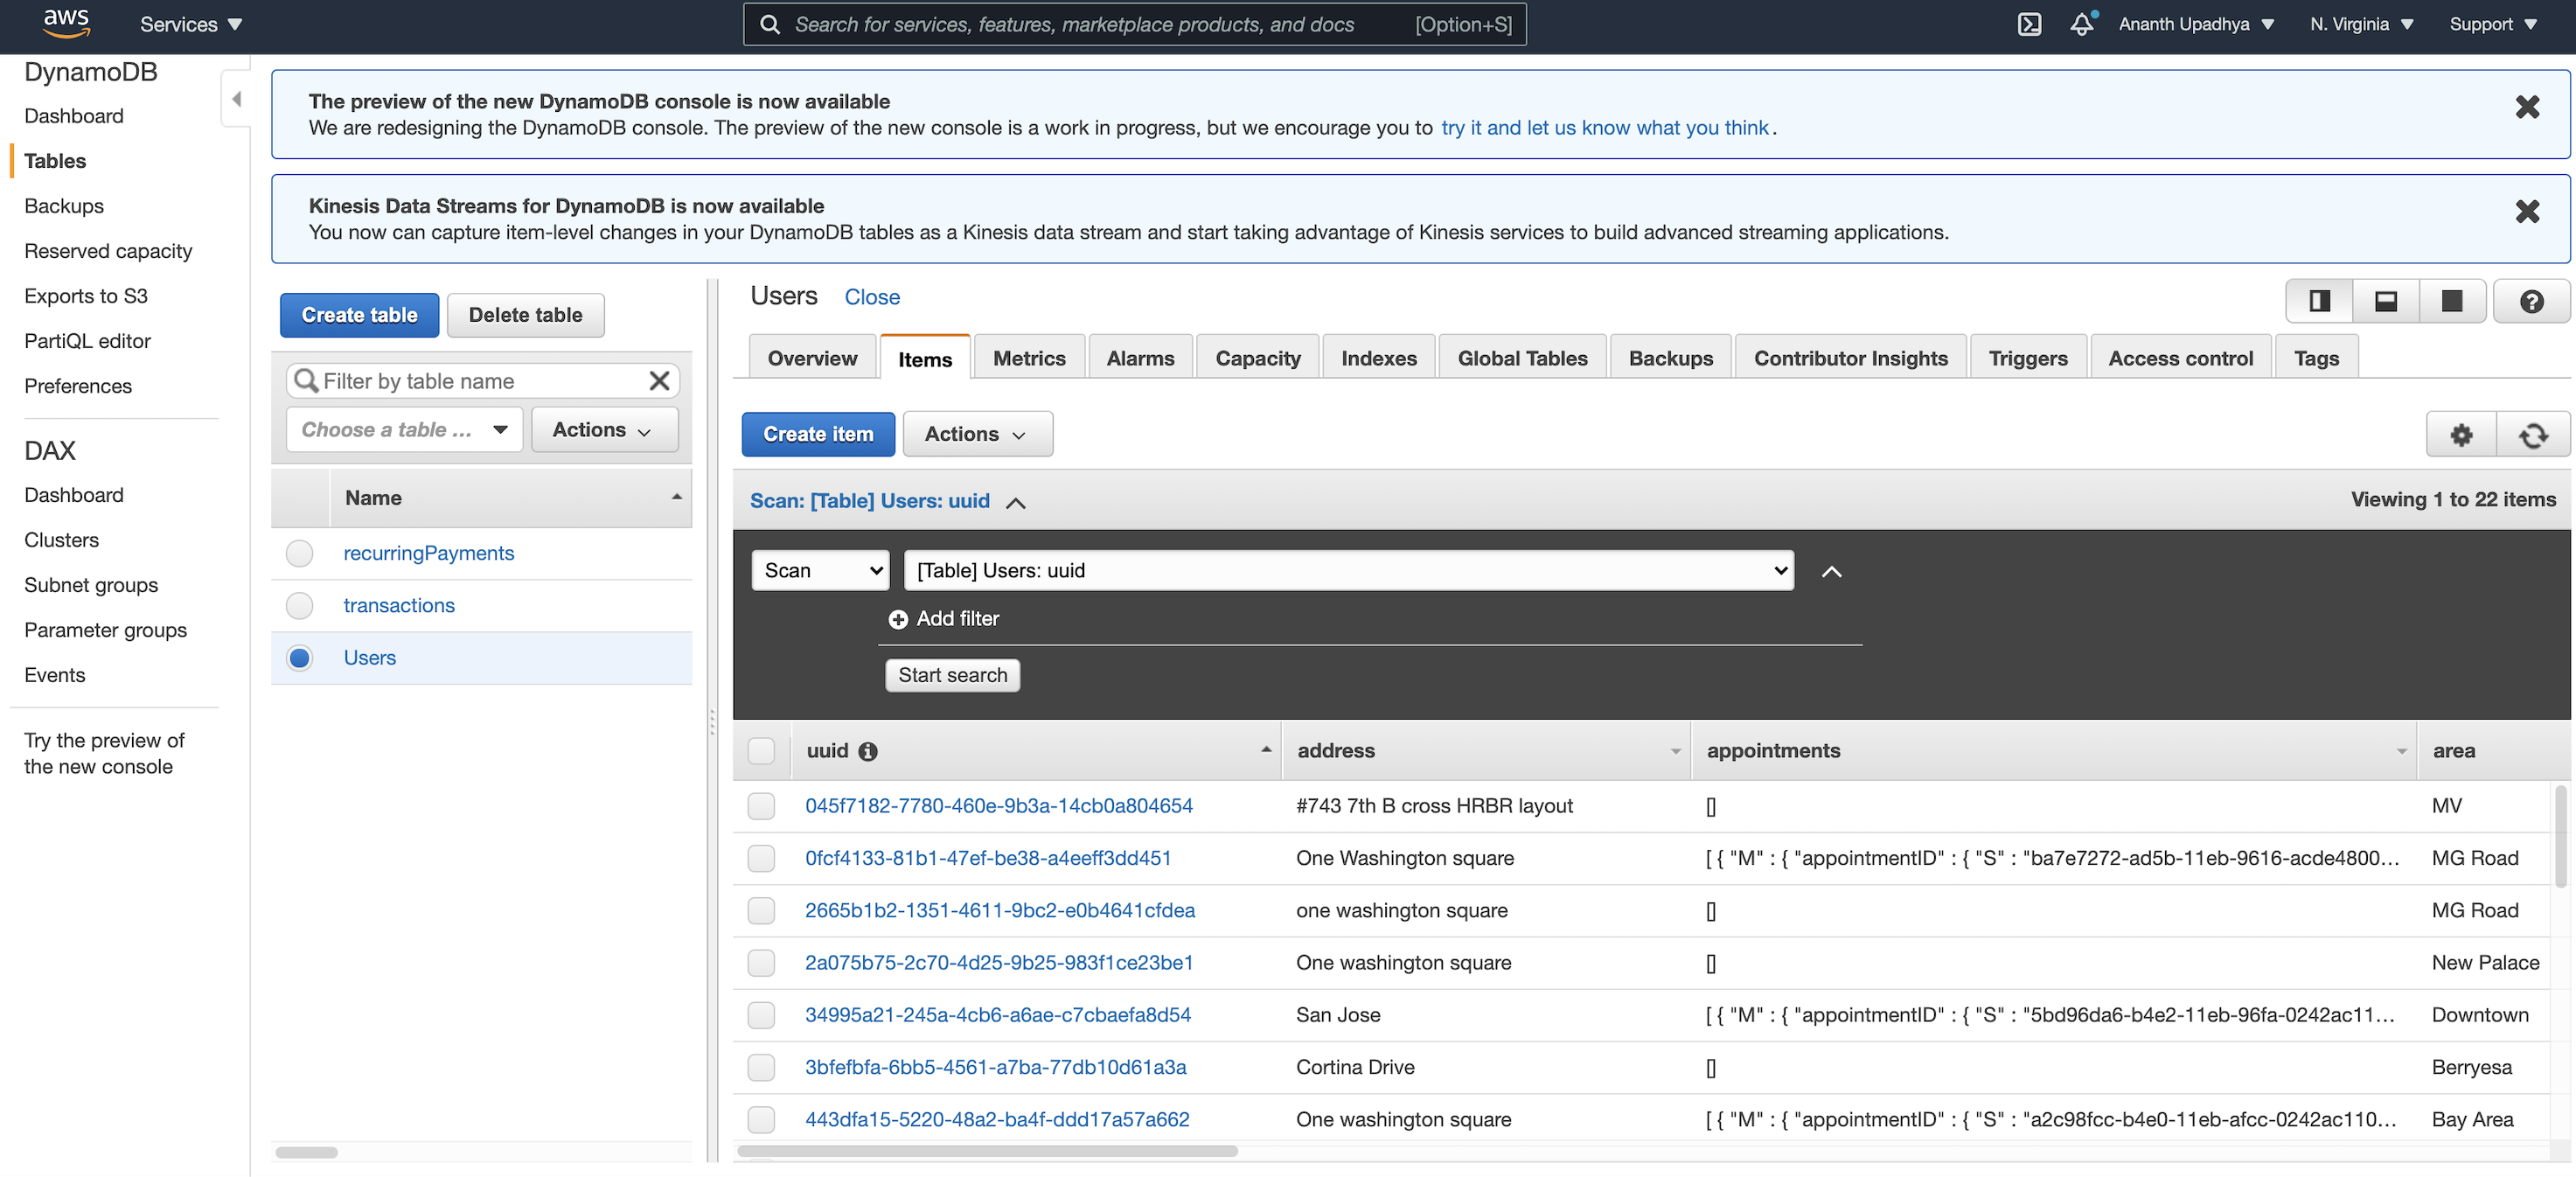 aws
Services
Search for services, features, marketplace products, and docs [Option+S]
Ananth Upadhya
N. Virginia
Support
DynamoDB
Dashboard
Tables
Backups
Reserved capacity
Exports to S3
PartiQL editor
Preferences
DAX
Dashboard
Clusters
Subnet groups
Parameter groups
Events
Try the preview of
the new console
The preview of the new DynamoDB console is now available
We are redesigning the DynamoDB console. The preview of the new console is a work in progress, but we encourage you to try it and let us know what you think.
Kinesis Data Streams for DynamoDB is now available
You now can capture item-level changes in your DynamoDB tables as a Kinesis data stream and start taking advantage of Kinesis services to build advanced streaming applications.
Create table
Delete table
Filter by table name
Choose a table ...
Actions
Name
recurringPayments
transactions
Users
Users Close
Overview Items Metrics Alarms Capacity Indexes Global Tables Backups Contributor Insights Triggers Access control Tags
Create item Actions
Scan: [Table] Users: uuid
Viewing 1 to 22 items
Scan [Table] Users: uuid
Add filter
Start search
uuid address appointments area
045f7182-7780-460e-9b3a-14cb0a804654 #743 7th B cross HRBR layout [] MV
0fcf4133-81b1-47ef-be38-a4eeff3dd451 One Washington square [ { "M" : { "appointmentID" : { "S" : "ba7e7272-ad5b-11eb-9616-acde4800... MG Road
2665b1b2-1351-4611-9bc2-e0b4641cfdea one washington square [] MG Road
2a075b75-2c70-4d25-9b25-983f1ce23be1 One washington square [] New Palace
34995a21-245a-4cb6-a6ae-c7cbaefa8d54 San Jose [ { "M" : { "appointmentID" : { "S" : "5bd96da6-b4e2-11eb-96fa-0242ac11... Downtown
3bfefbfa-6bb5-4561-a7ba-77db10d61a3a Cortina Drive [] Berryesa
443dfa15-5220-48a2-ba4f-ddd17a57a662 One washington square [ { "M" : { "appointmentID" : { "S" : "a2c98fcc-b4e0-11eb-afcc-0242ac110... Bay Area